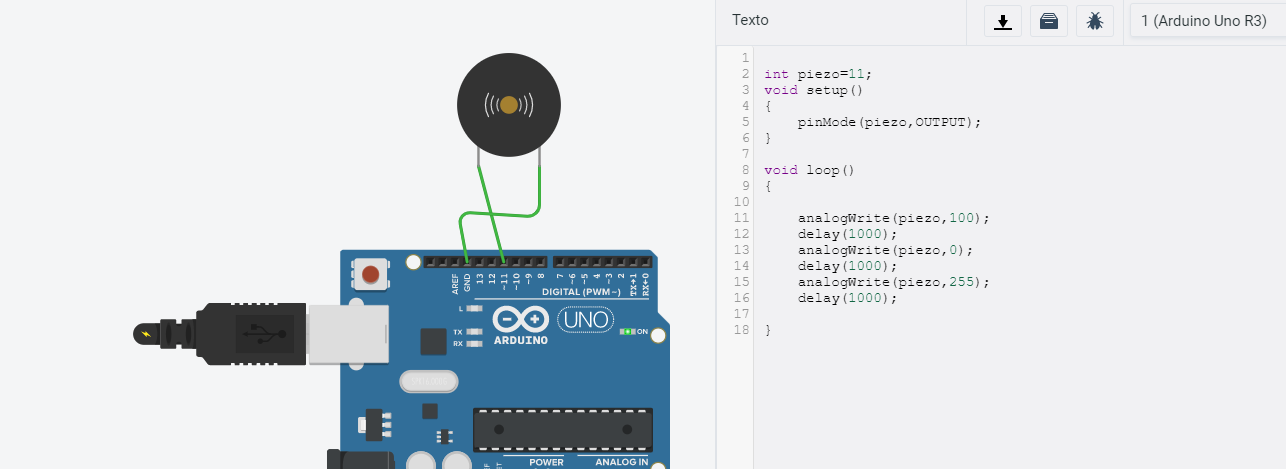 Texto
1 (Arduino Uno R3)
1
2 int piezo=11;
3 void setup()
4 {
5 pinMode(piezo,OUTPUT);
6 }
7
8 void loop()
9 {
10
11 analogWrite(piezo,100);
12 delay(1000);
13 analogWrite(piezo,0);
14 delay(1000);
15 analogWrite(piezo,255);
16 delay(1000);
17
18 }
AREF
GND
13
12
~11
~10
~9
8
7
~6
~5
4
~3
2
TX→1
RX←0
DIGITAL (PWM~)
L
TX
RX
UNO
ARDUINO
ON
POWER
ANALOG IN